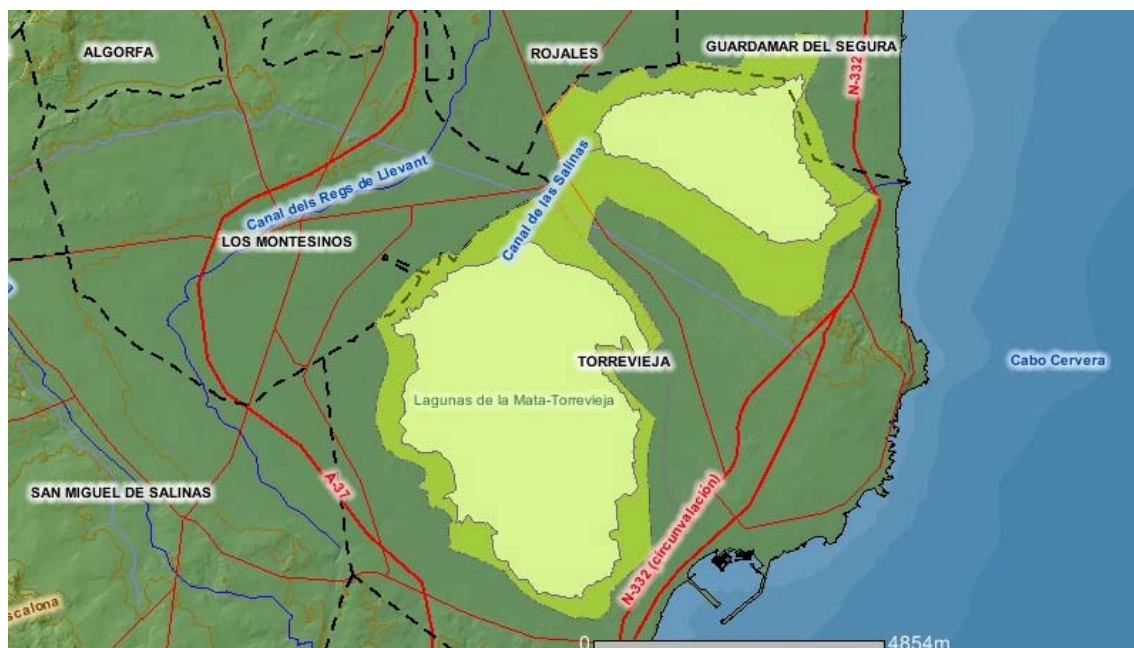 ALGORFA
ROJALES
GUARDAMAR DEL SEGURA
N-332
Canal dels Regs de Llevant
Canal de las Salinas
LOS MONTESINOS
TORREVIEJA
Cabo Cervera
Lagunas de la Mata-Torrevieja
SAN MIGUEL DE SALINAS
A-37
N-332 (circunvalación)
scalona
0
4854m